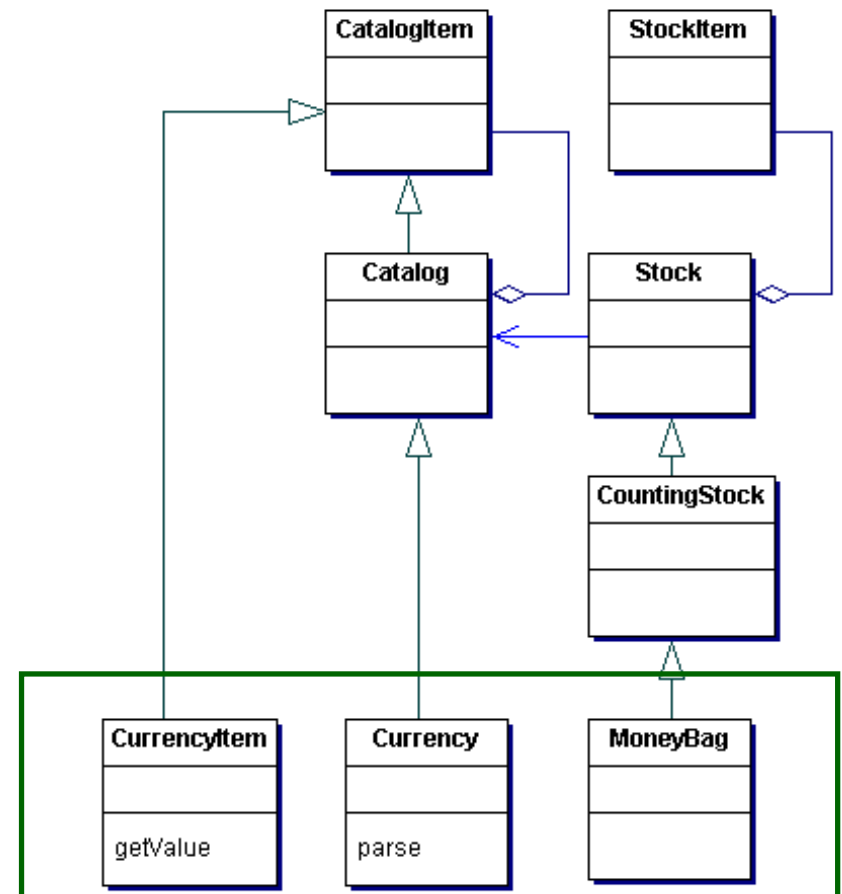 CatalogItem
StockItem
Catalog
Stock
CountingStock
CurrencyItem
Currency
MoneyBag
getValue
parse